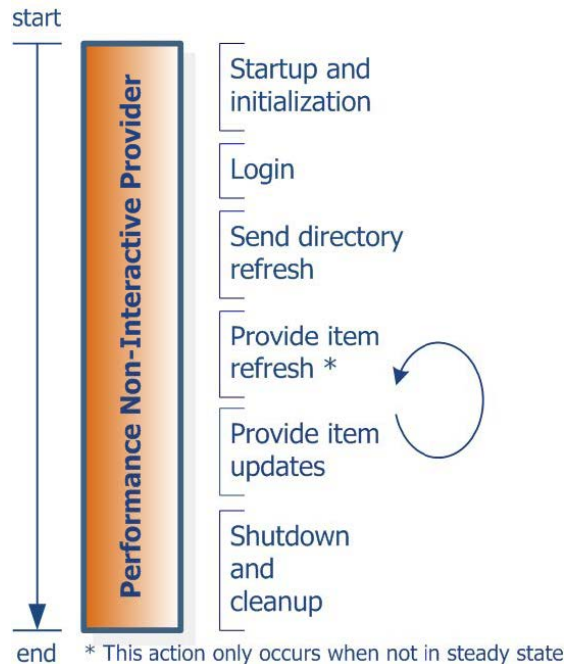 start
Performance Non-Interactive Provider
Startup and
initialization
Login
Send directory
refresh
Provide item
refresh *
Provide item
updates
Shutdown
and
cleanup
end
* This action only occurs when not in steady state